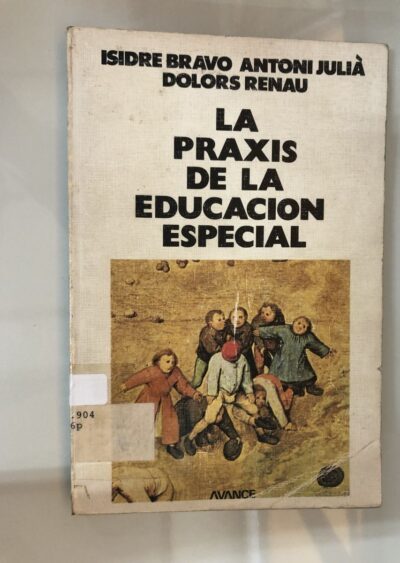 ISIDRE BRAVO ANTONI JULIÀ
DOLORS RENAU
LA
PRAXIS
DE LA
EDUCACION
ESPECIAL
.904
6p
AVANCE